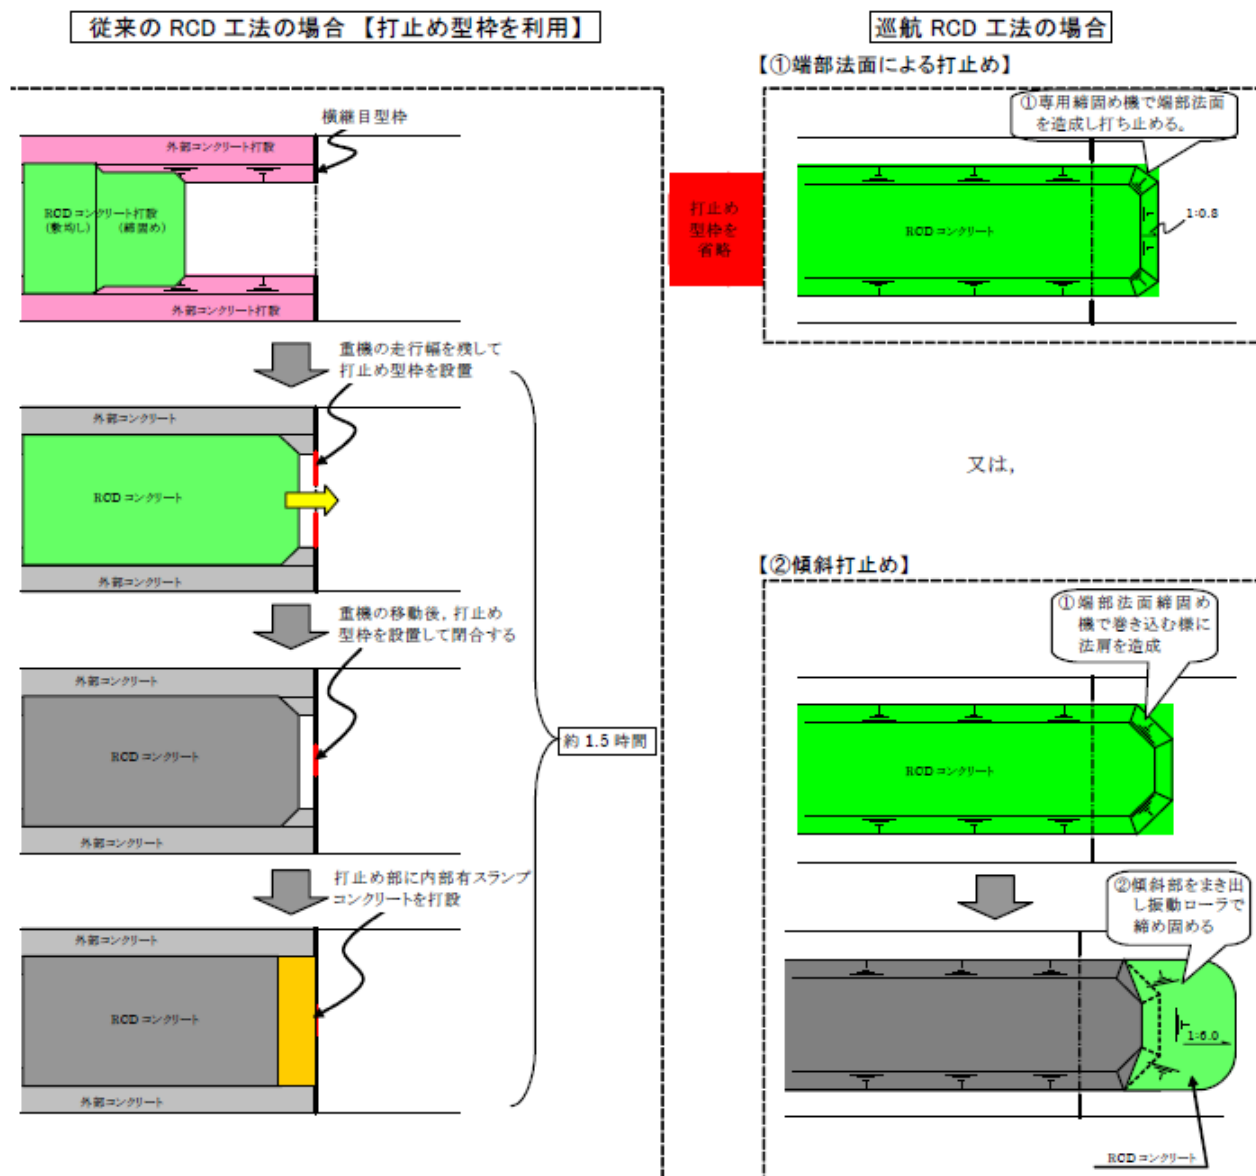 従来の RCD 工法の場合 【打止め型枠を利用】
横継目型枠
外部コンクリート打設
RCD コンクリート打設
(敷均し) (締固め)
外部コンクリート打設
重機の走行幅を残して
打止め型枠を設置
外部コンクリート
RCD コンクリート
外部コンクリート
重機の移動後，打止め
型枠を設置して閉合する
外部コンクリート
RCD コンクリート
外部コンクリート
約 1.5 時間
打止め部に内部有スランプ
コンクリートを打設
外部コンクリート
RCD コンクリート
外部コンクリート
打止め
型枠を
省略
巡航 RCD 工法の場合
【①端部法面による打止め】
①専用締固め機で端部法面
を造成し打ち止める。
RCD コンクリート
1:0.8
又は，
【②傾斜打止め】
①端部法面締固め
機で巻き込む様に
法肩を造成
RCD コンクリート
②傾斜部をまき出
し振動ローラで
締め固める
1:6.0
RCD コンクリート